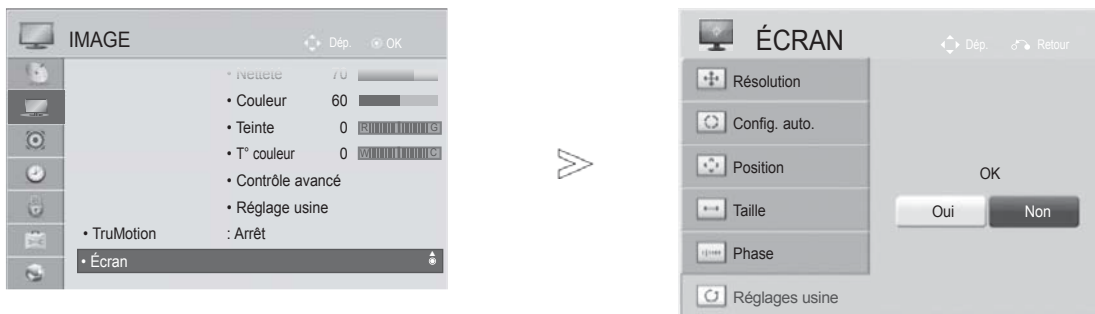 IMAGE
Dép. OK
• Netteté 70
• Couleur 60
• Teinte 0 R G
• T° couleur 0 W C
• Contrôle avancé
• Réglage usine
• TruMotion : Arrêt
• Écran
ÉCRAN
Dép. Retour
Résolution
Config. auto.
Position
Taille
Phase
Réglages usine
OK
Oui Non